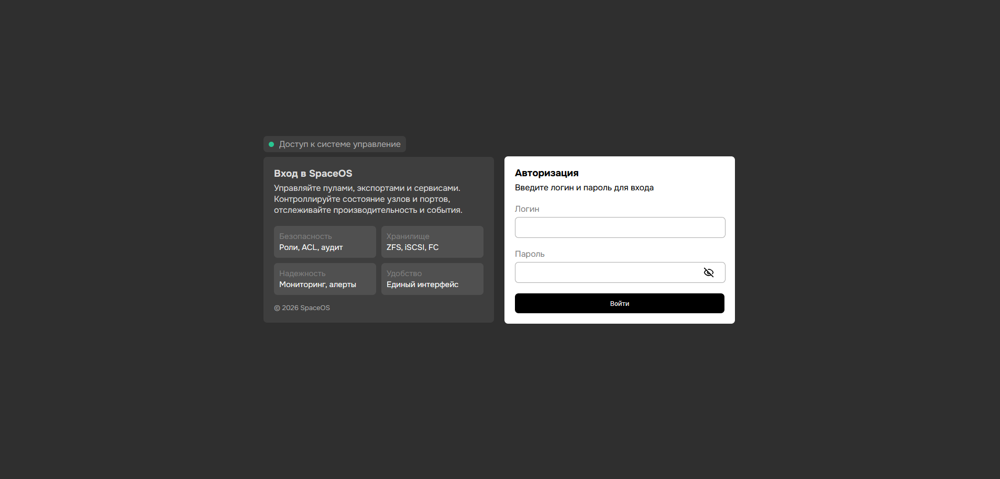 Доступ к системе управление
Вход в SpaceOS
Управляйте пулами, экспортами и сервисами.
Контроллируйте состояние узлов и портов,
отслеживайте производительность и события.
Безопасность
Роли, ACL, аудит
Хранилище
ZFS, iSCSI, FC
Надежность
Мониторинг, алерты
Удобство
Единый интерфейс
© 2026 SpaceOS
Авторизация
Введите логин и пароль для входа
Логин
Пароль
Войти